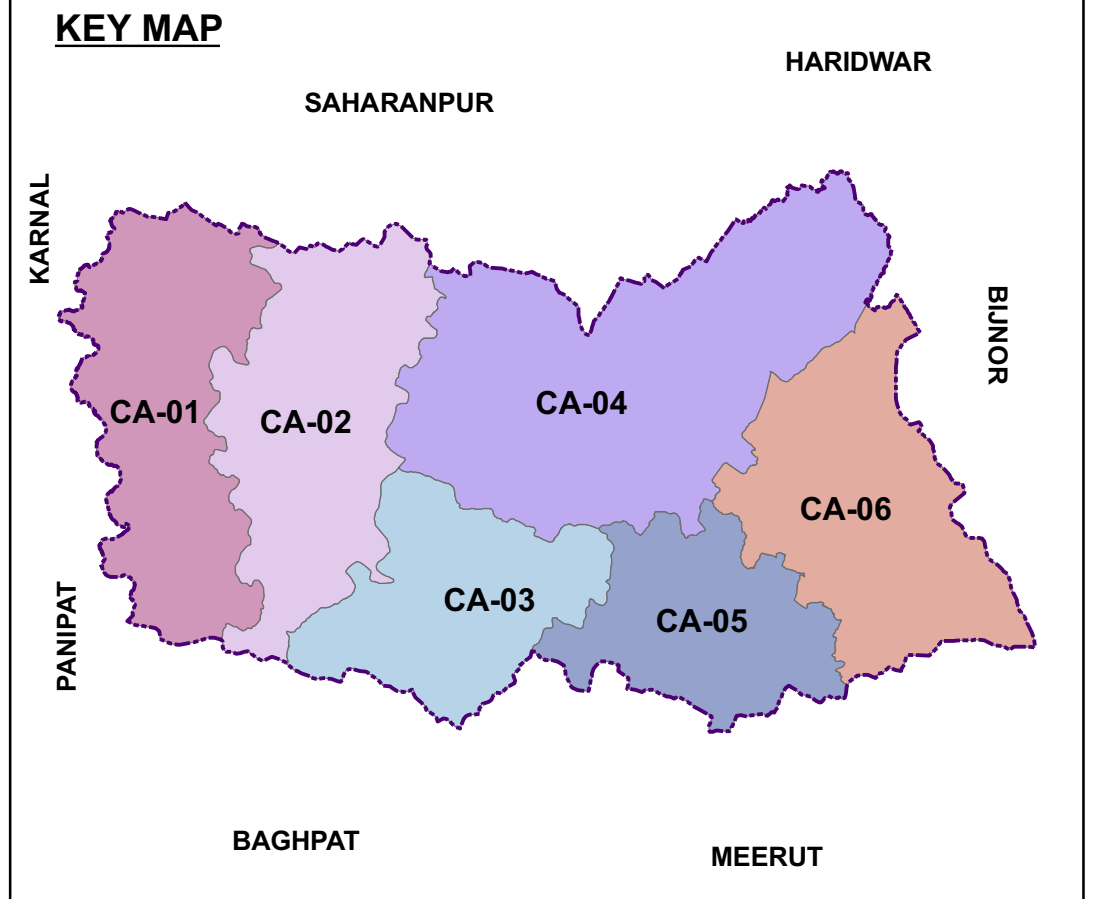 KEY MAP
HARIDWAR
SAHARANPUR
KARNAL
BIJNOR
CA-04
CA-01
CA-02
CA-06
CA-03
CA-05
PANIPAT
BAGHPAT
MEERUT